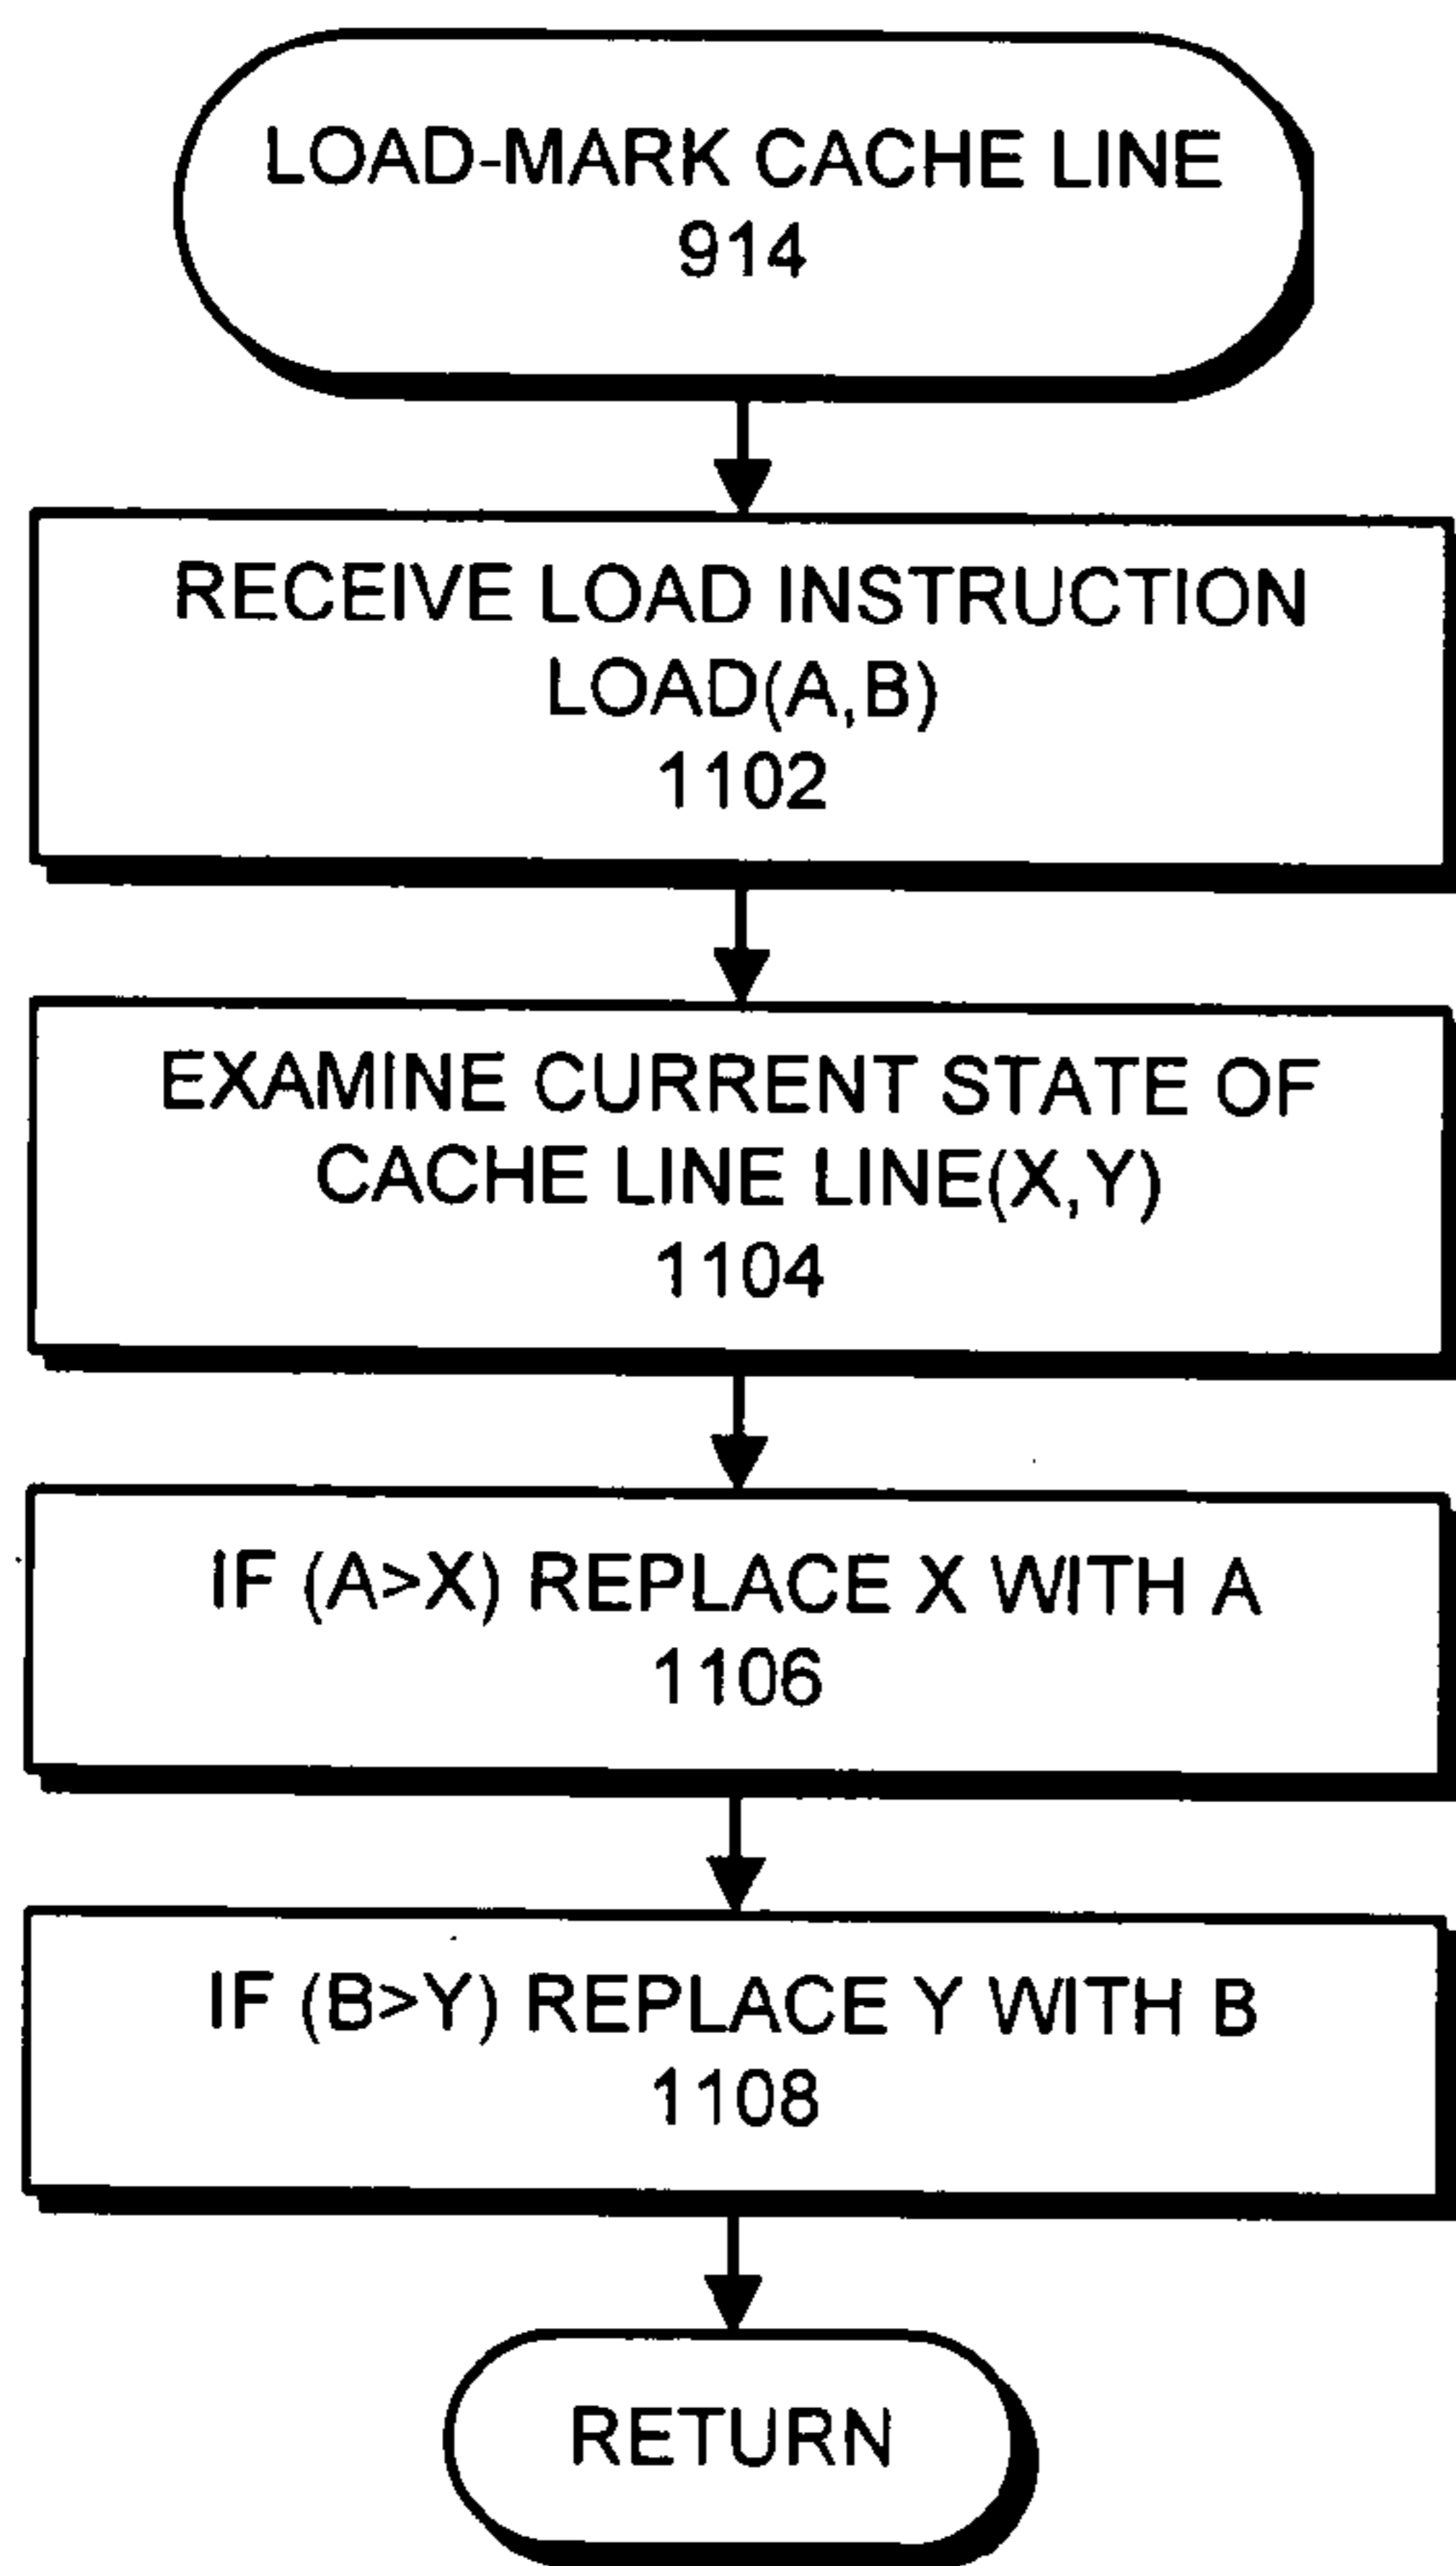 LOAD-MARK CACHE LINE
914
RECEIVE LOAD INSTRUCTION
LOAD(A,B)
1102
EXAMINE CURRENT STATE OF
CACHE LINE LINE(X,Y)
1104
IF (A>X) REPLACE X WITH A
1106
IF (B>Y) REPLACE Y WITH B
1108
RETURN